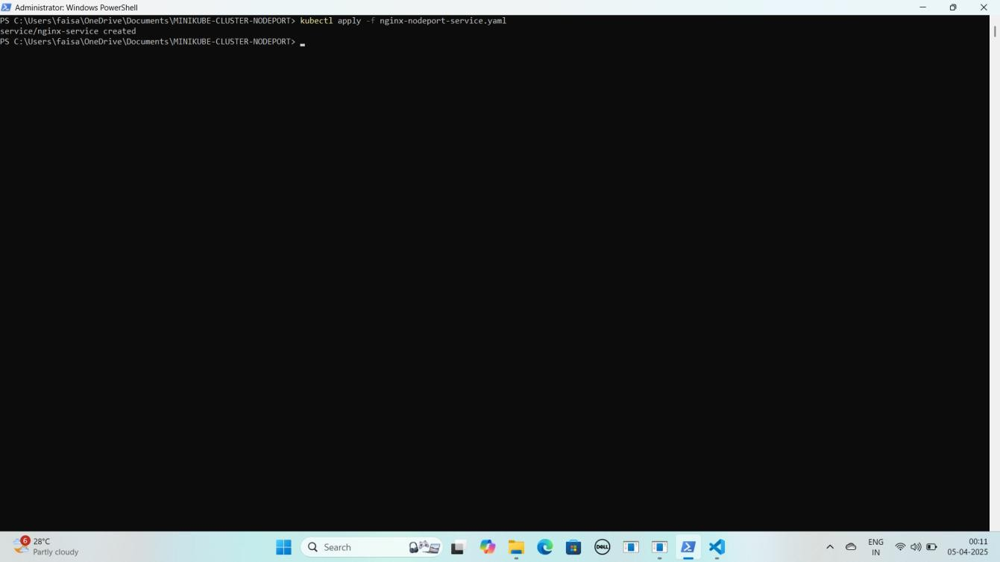 Administrator: Windows PowerShell
PS C:\Users\faisa\OneDrive\Documents\MINIKUBE-CLUSTER-NODEPORT> kubectl apply -f nginx-nodeport-service.yaml
service/nginx-service created
PS C:\Users\faisa\OneDrive\Documents\MINIKUBE-CLUSTER-NODEPORT>
6
28°C
Partly cloudy
Search
DELL
ENG
IN
00:11
05-04-2025